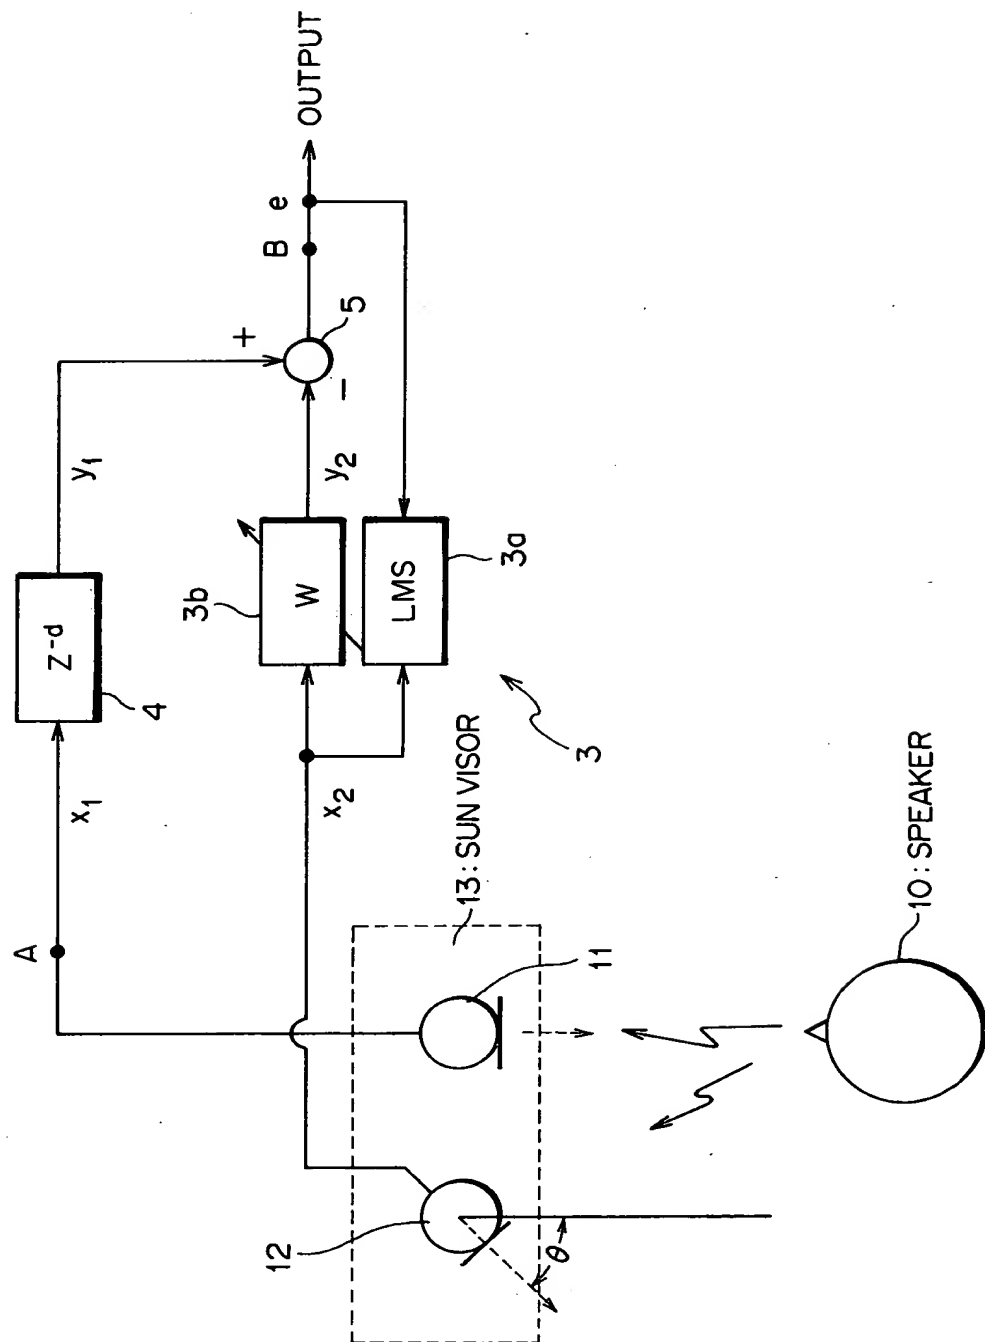 OUTPUT
e
B
5
+
−
y1
y2
Z-d
4
3b
W
LMS
3a
3
x1
x2
A
13: SUN VISOR
11
12
θ
10: SPEAKER